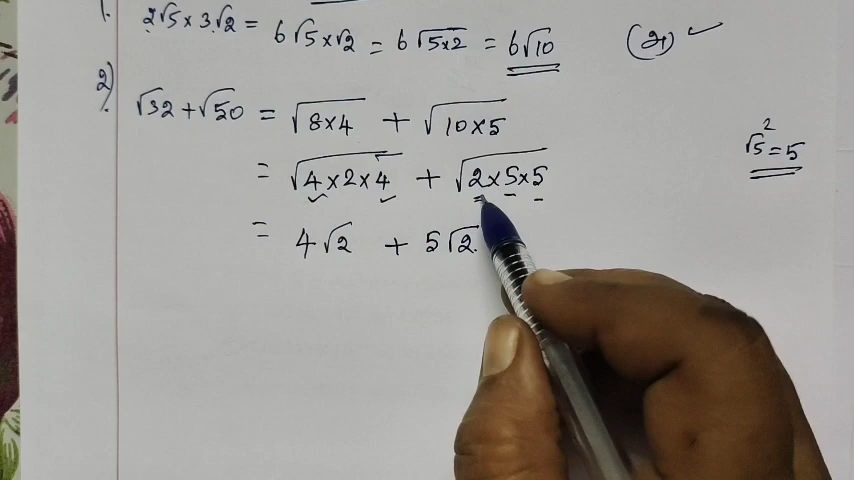 1. 2√5 × 3√2 = 6√5×√2 = 6√5×2 = 6√10 (அ) ✓
2) √32 + √50 = √8×4 + √10×5
= √4×2×4 + √2×5×5
√5² = 5
= 4√2 + 5√2